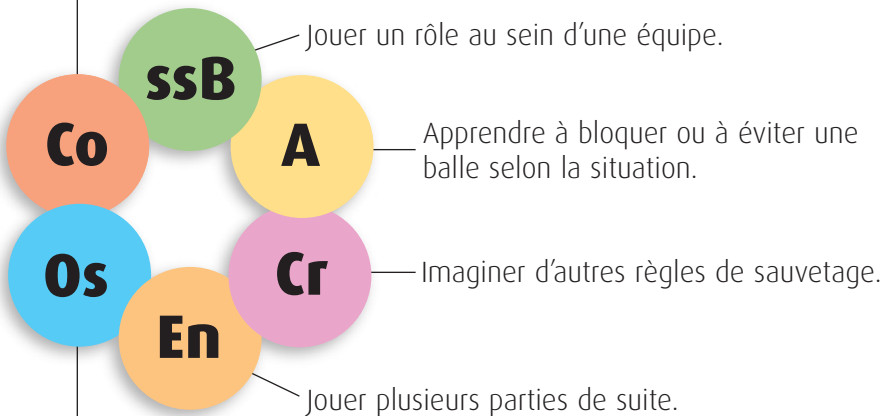 ssB
Jouer un rôle au sein d’une équipe.
Co
A
Apprendre à bloquer ou à éviter une
balle selon la situation.
Os
Cr
Imaginer d’autres règles de sauvetage.
En
Jouer plusieurs parties de suite.